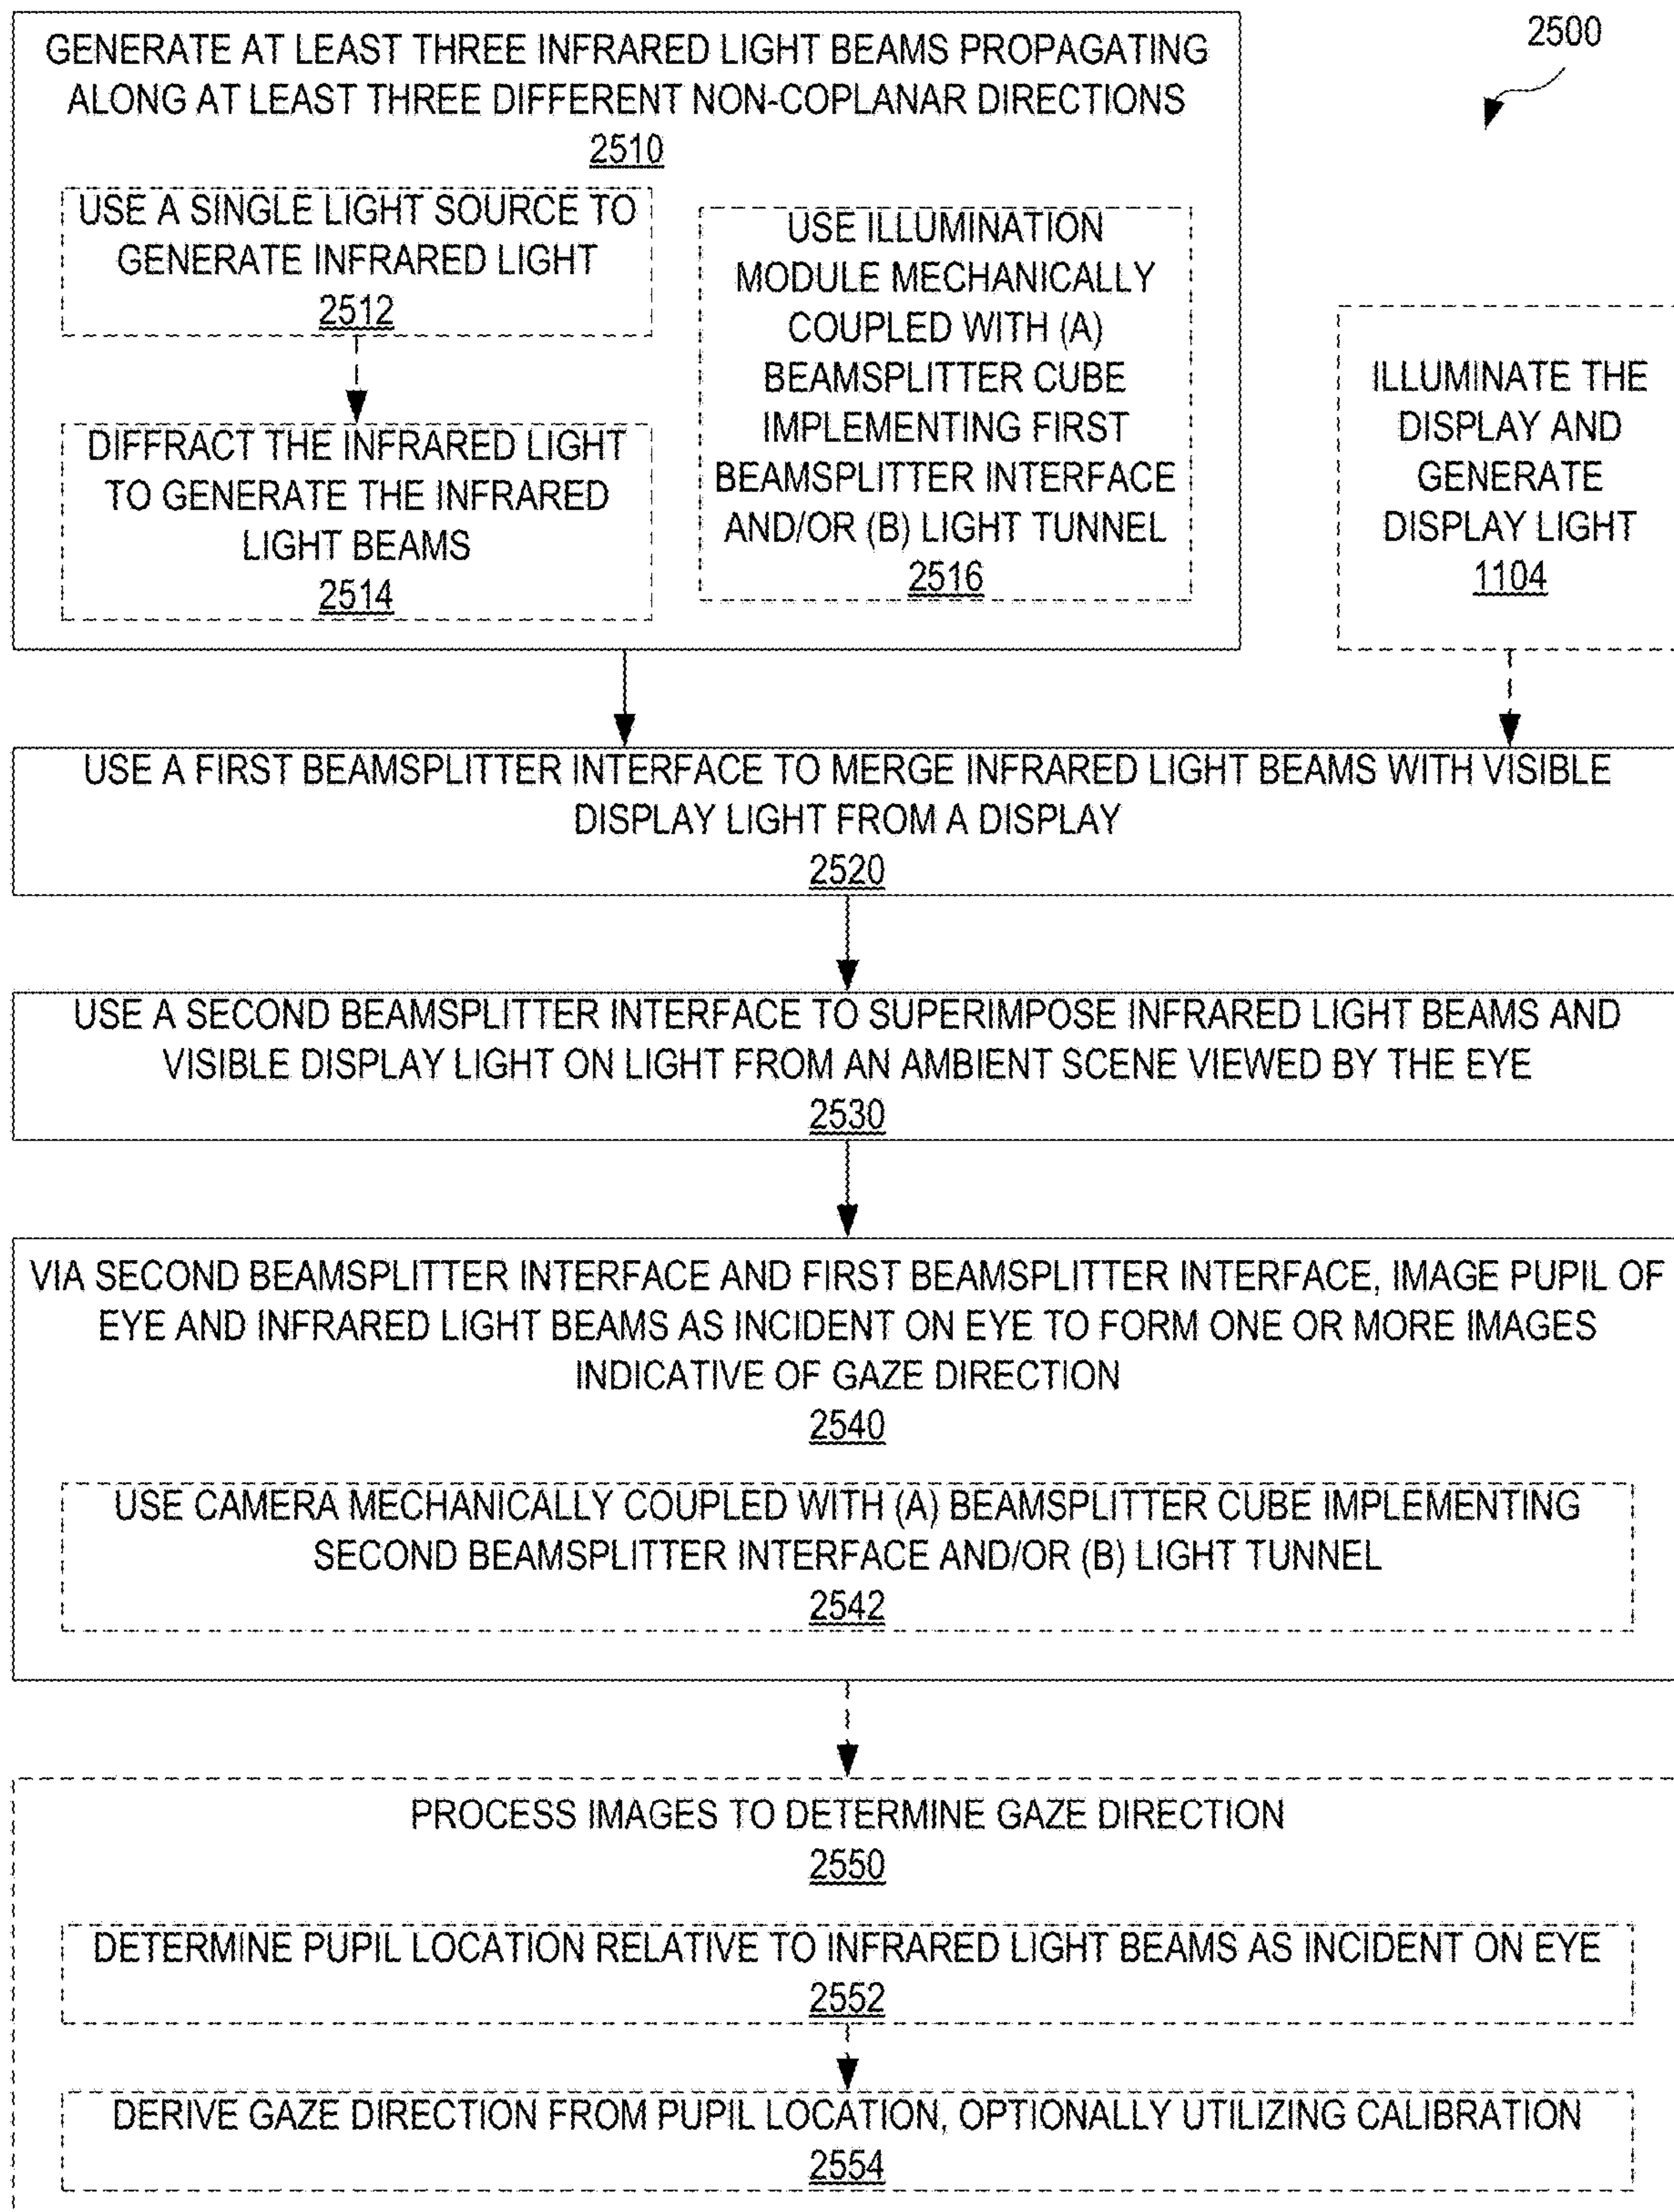 2500
GENERATE AT LEAST THREE INFRARED LIGHT BEAMS PROPAGATING
ALONG AT LEAST THREE DIFFERENT NON-COPLANAR DIRECTIONS
2510
USE A SINGLE LIGHT SOURCE TO
GENERATE INFRARED LIGHT
2512
DIFFRACT THE INFRARED LIGHT
TO GENERATE THE INFRARED
LIGHT BEAMS
2514
USE ILLUMINATION
MODULE MECHANICALLY
COUPLED WITH (A)
BEAMSPLITTER CUBE
IMPLEMENTING FIRST
BEAMSPLITTER INTERFACE
AND/OR (B) LIGHT TUNNEL
2516
ILLUMINATE THE
DISPLAY AND
GENERATE
DISPLAY LIGHT
1104
USE A FIRST BEAMSPLITTER INTERFACE TO MERGE INFRARED LIGHT BEAMS WITH VISIBLE
DISPLAY LIGHT FROM A DISPLAY
2520
USE A SECOND BEAMSPLITTER INTERFACE TO SUPERIMPOSE INFRARED LIGHT BEAMS AND
VISIBLE DISPLAY LIGHT ON LIGHT FROM AN AMBIENT SCENE VIEWED BY THE EYE
2530
VIA SECOND BEAMSPLITTER INTERFACE AND FIRST BEAMSPLITTER INTERFACE, IMAGE PUPIL OF
EYE AND INFRARED LIGHT BEAMS AS INCIDENT ON EYE TO FORM ONE OR MORE IMAGES
INDICATIVE OF GAZE DIRECTION
2540
USE CAMERA MECHANICALLY COUPLED WITH (A) BEAMSPLITTER CUBE IMPLEMENTING
SECOND BEAMSPLITTER INTERFACE AND/OR (B) LIGHT TUNNEL
2542
PROCESS IMAGES TO DETERMINE GAZE DIRECTION
2550
DETERMINE PUPIL LOCATION RELATIVE TO INFRARED LIGHT BEAMS AS INCIDENT ON EYE
2552
DERIVE GAZE DIRECTION FROM PUPIL LOCATION, OPTIONALLY UTILIZING CALIBRATION
2554